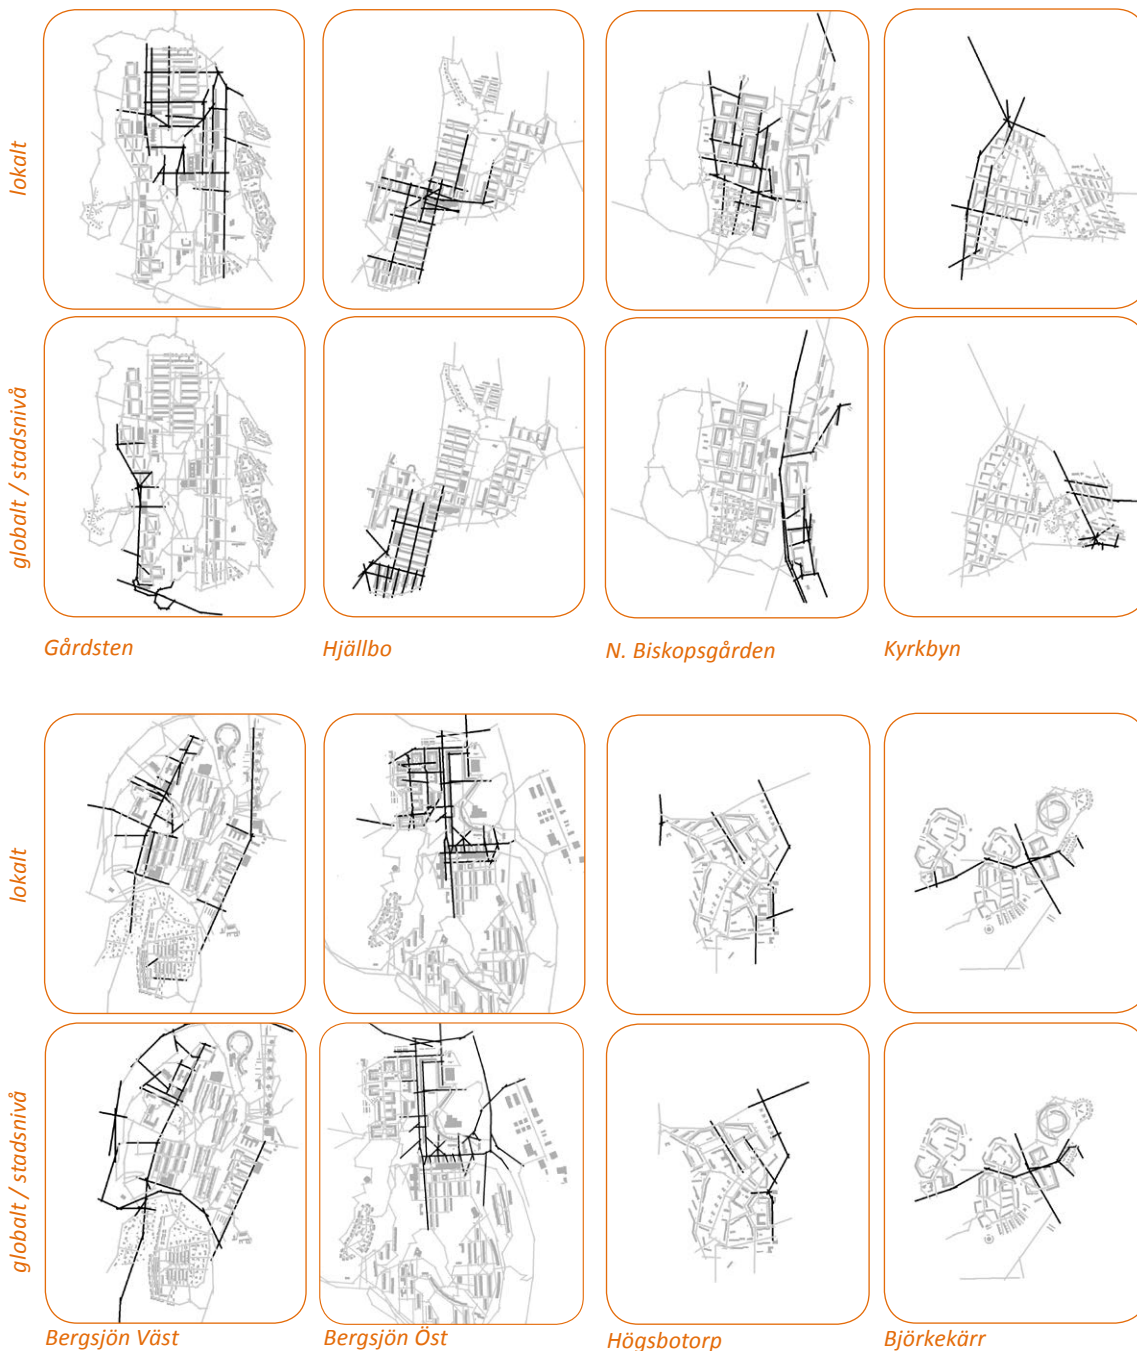 lokalt
globalt / stadsnivå
Gårdsten
Hjällbo
N. Biskopsgården
Kyrkbyn
lokalt
globalt / stadsnivå
Bergsjön Väst
Bergsjön Öst
Högsbotorp
Björkekärr